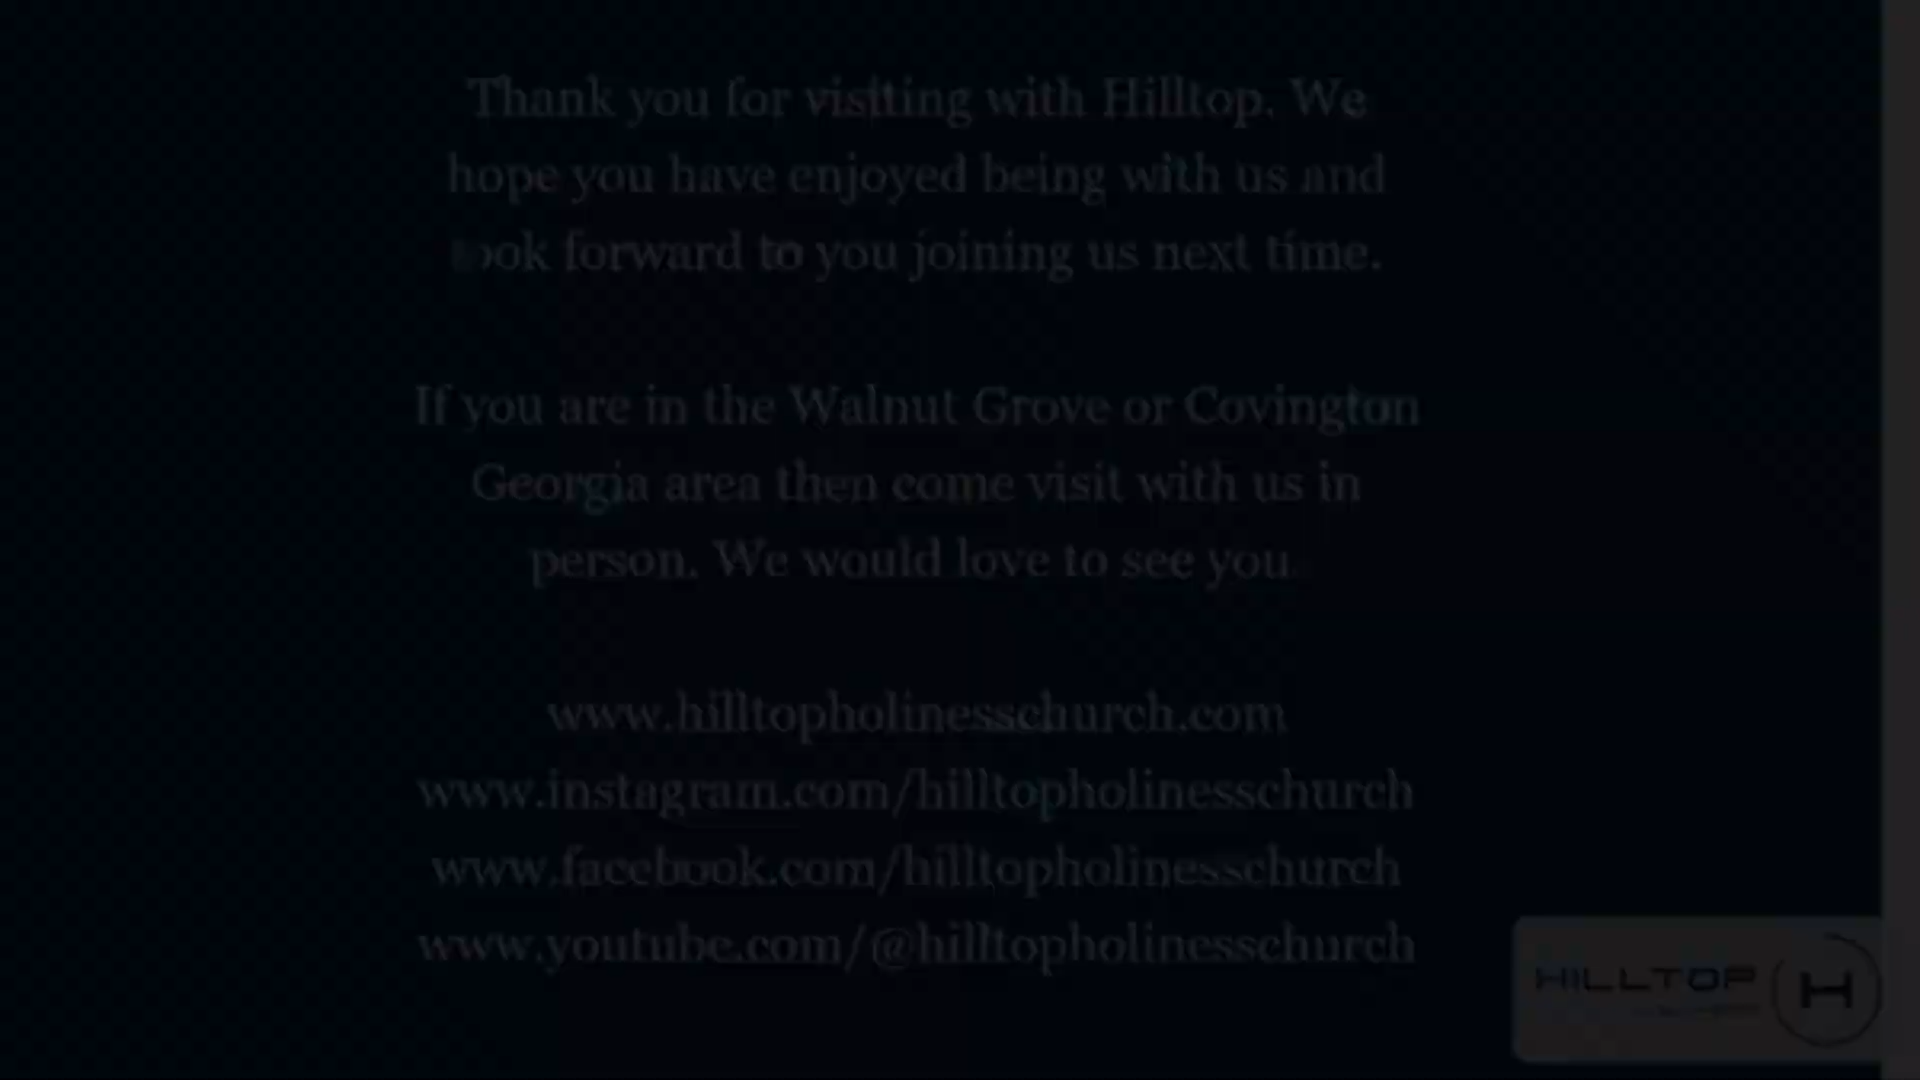 Thank you for visiting with Hilltop. We
hope you have enjoyed being with us and
look forward to you joining us next time.
If you are in the Walnut Grove or Covington
Georgia area then come visit with us in
person. We would love to see you
www.hilltopholinesschurch.com
www.instagram.com/hilltopholinesschurch
www.facebook.com/hilltopholinesschurch
www.youtube.com/@hilltopholinesschurch
HILLTOP
H